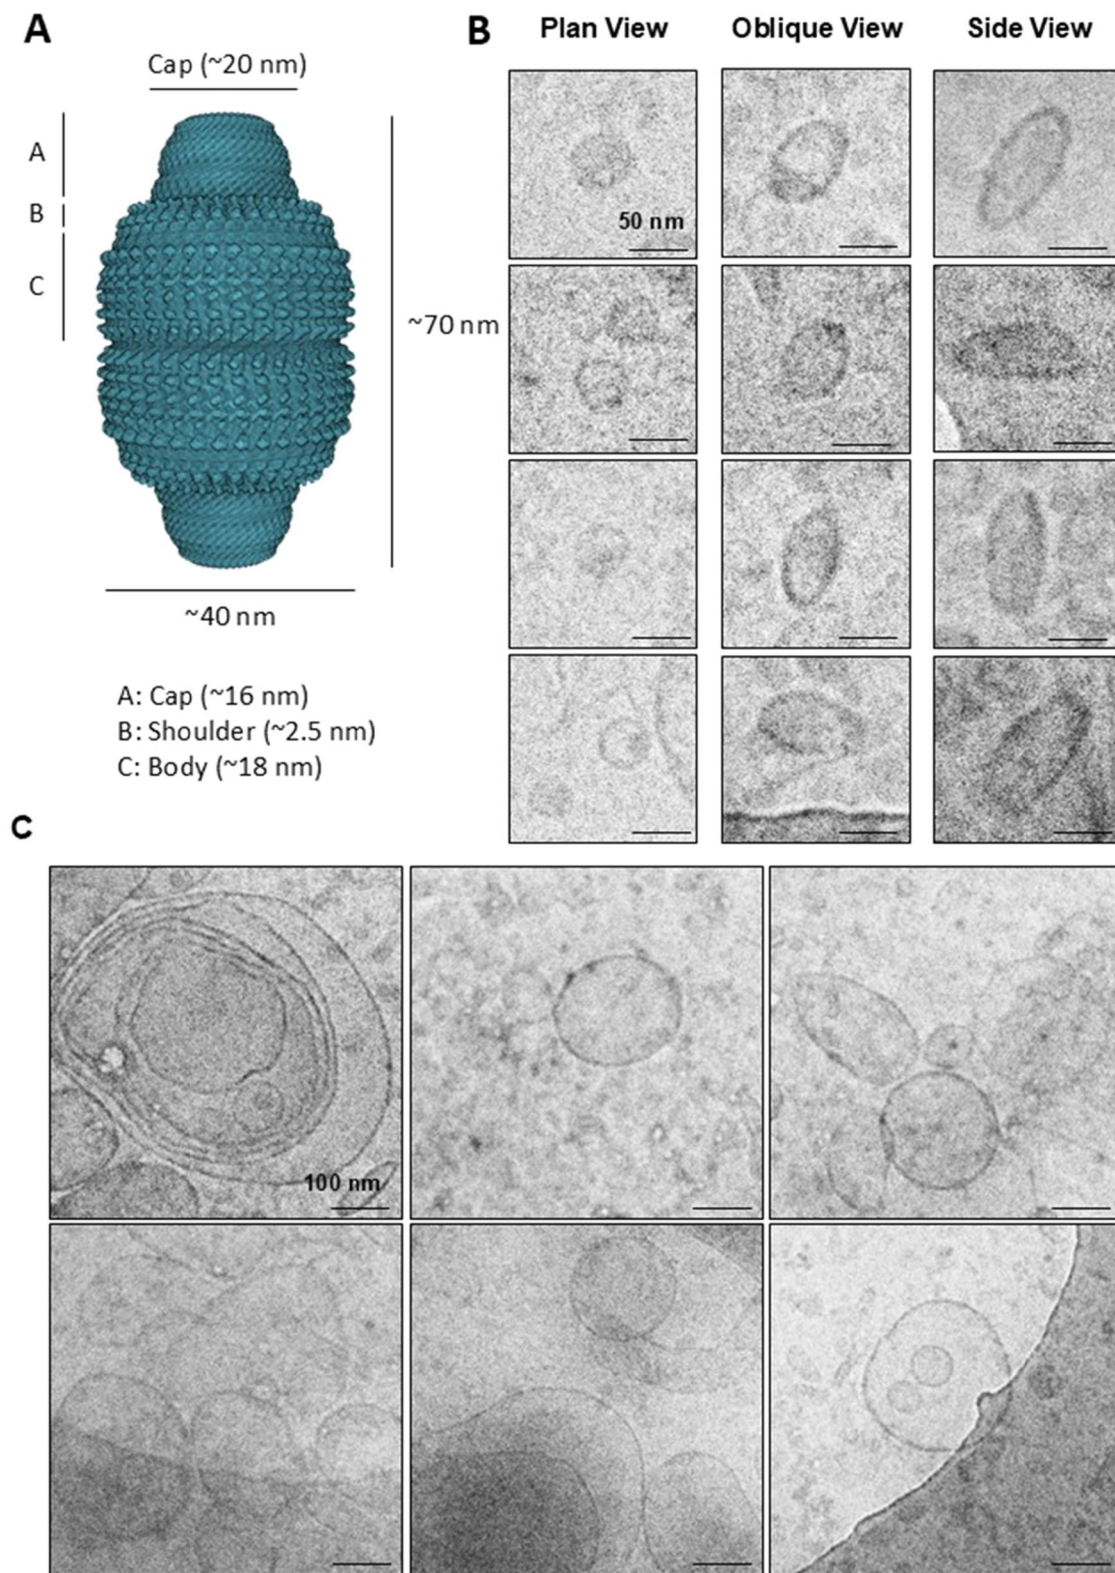 A
Cap (~20 nm)
A
B
C
~70 nm
~40 nm
A: Cap (~16 nm)
B: Shoulder (~2.5 nm)
C: Body (~18 nm)
B
Plan View
Oblique View
Side View
50 nm
C
100 nm